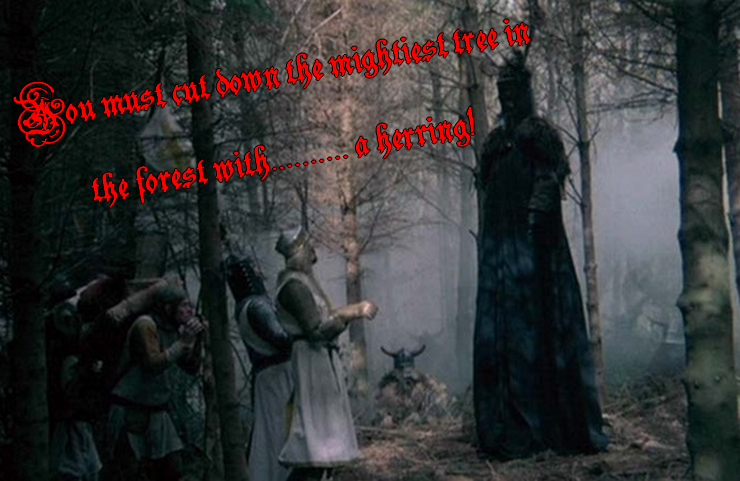 You must cut down the mightiest tree in
the forest with.......... a herring!